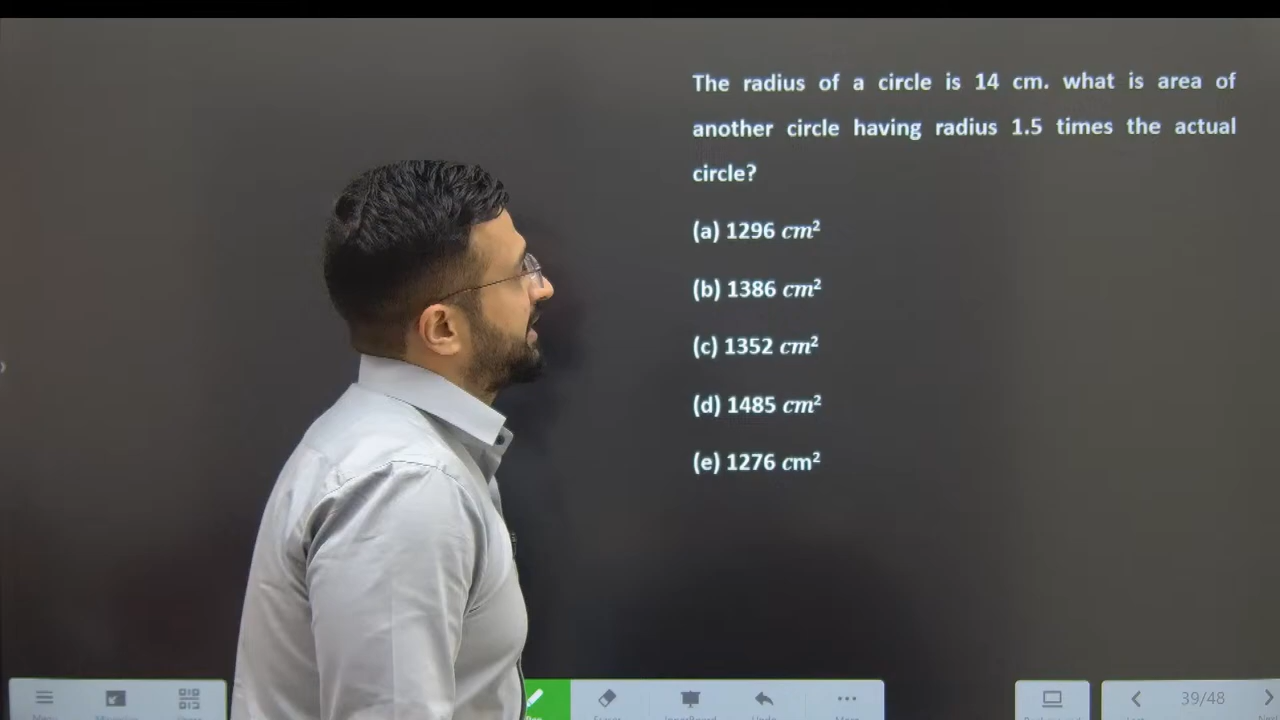 The radius of a circle is 14 cm. what is area of
another circle having radius 1.5 times the actual
circle?
(a) 1296 cm²
(b) 1386 cm²
(c) 1352 cm²
(d) 1485 cm²
(e) 1276 cm²
39/48